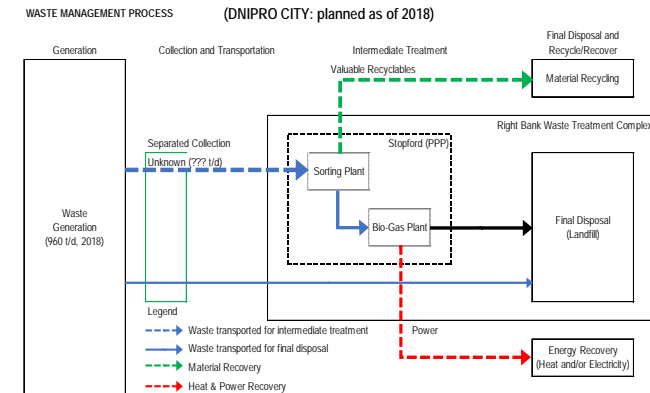 WASTE MANAGEMENT PROCESS
(DNIPRO CITY: planned as of 2018)
Generation
Collection and Transportation
Intermediate Treatment
Final Disposal and
Recycle/Recover
Valuable Recyclables
Material Recycling
Right Bank Waste Treatment Complex
Separated Collection
Stopford (PPP)
Unknown (??? t/d)
Sorting Plant
Waste
Generation
(960 t/d, 2018)
Bio-Gas Plant
Final Disposal
(Landfill)
Legend
Waste transported for intermediate treatment
Power
Waste transported for final disposal
Energy Recovery
(Heat and/or Electricity)
Material Recovery
Heat & Power Recovery